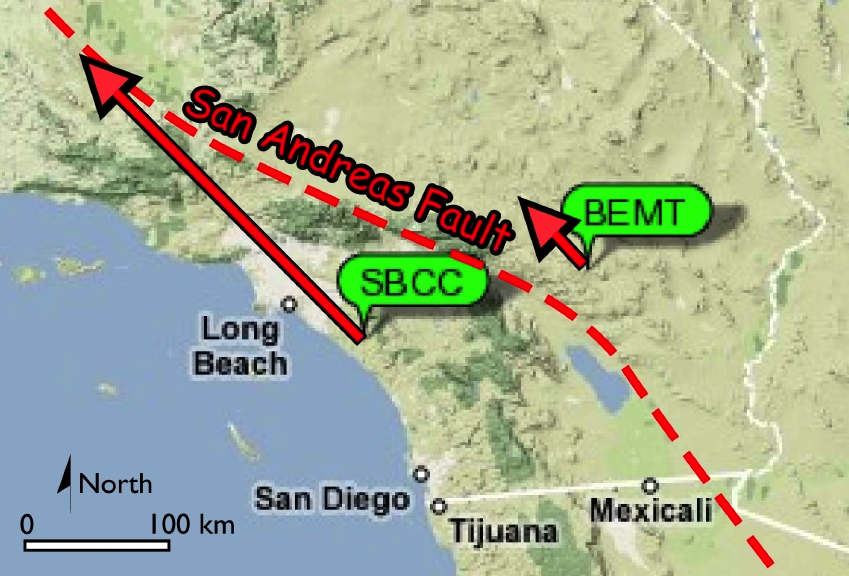 San Andreas Fault
BEMT
SBCC
Long
Beach
North
San Diego
Mexicali
Tijuana
0 100 km